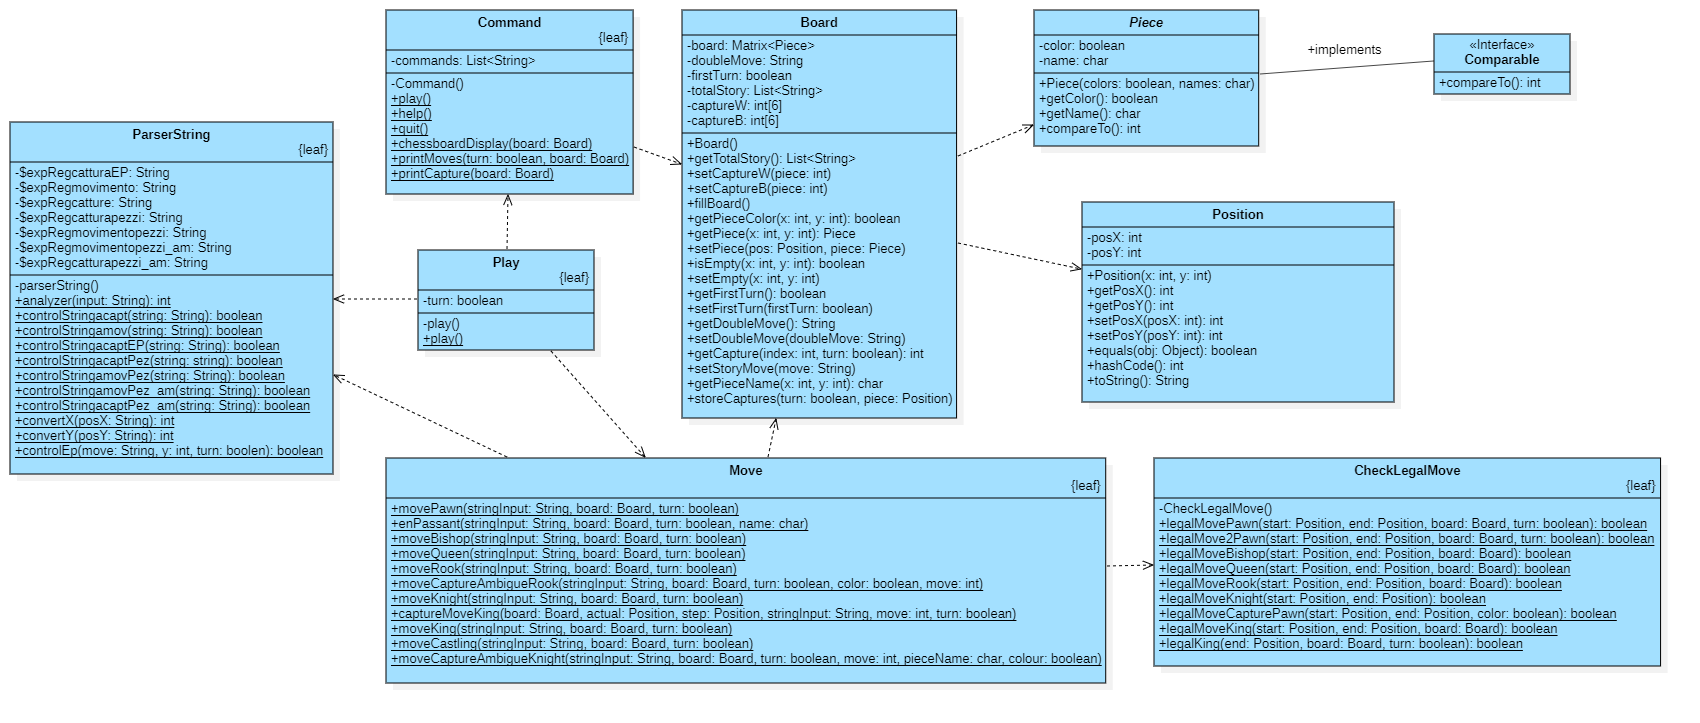 ParserString
{leaf}
-$expRegcatturaEP: String
-$expRegmovimento: String
-$expRegcatture: String
-$expRegcatturapezzi: String
-$expRegmovimentopezzi: String
-$expRegmovimentopezzi_am: String
-$expRegcatturapezzi_am: String
-parserString()
+analyzer(input: String): int
+controlStringacapt(string: String): boolean
+controlStringamov(string: String): boolean
+controlStringacaptEP(string: String): boolean
+controlStringacaptPez(string: string): boolean
+controlStringamovPez(string: String): boolean
+controlStringamovPez_am(string: String): boolean
+controlStringacaptPez_am(string: String): boolean
+convertX(posX: String): int
+convertY(posY: String): int
+controlEp(move: String, y: int, turn: boolen): boolean
Command
{leaf}
-commands: List<String>
-Command()
+play()
+help()
+quit()
+chessboardDisplay(board: Board)
+printMoves(turn: boolean, board: Board)
+printCapture(board: Board)
Play
{leaf}
-turn: boolean
-play()
+play()
Board
-board: Matrix<Piece>
-doubleMove: String
-firstTurn: boolean
-totalStory: List<String>
-captureW: int[6]
-captureB: int[6]
+Board()
+getTotalStory(): List<String>
+setCaptureW(piece: int)
+setCaptureB(piece: int)
+fillBoard()
+getPieceColor(x: int, y: int): boolean
+getPiece(x: int, y: int): Piece
+setPiece(pos: Position, piece: Piece)
+isEmpty(x: int, y: int): boolean
+setEmpty(x: int, y: int)
+getFirstTurn(): boolean
+setFirstTurn(firstTurn: boolean)
+getDoubleMove(): String
+setDoubleMove(doubleMove: String)
+getCapture(index: int, turn: boolean): int
+setStoryMove(move: String)
+getPieceName(x: int, y: int): char
+storeCaptures(turn: boolean, piece: Position)
Piece
-color: boolean
-name: char
+Piece(colors: boolean, names: char)
+getColor(): boolean
+getName(): char
+compareTo(): int
+implements
«Interface»
Comparable
+compareTo(): int
Position
-posX: int
-posY: int
+Position(x: int, y: int)
+getPosX(): int
+getPosY(): int
+setPosX(posX: int): int
+setPosY(posY: int): int
+equals(obj: Object): boolean
+hashCode(): int
+toString(): String
Move
{leaf}
+movePawn(stringInput: String, board: Board, turn: boolean)
+enPassant(stringInput: String, board: Board, turn: boolean, name: char)
+moveBishop(stringInput: String, board: Board, turn: boolean)
+moveQueen(stringInput: String, board: Board, turn: boolean)
+moveRook(stringInput: String, board: Board, turn: boolean)
+moveCaptureAmbigueRook(stringInput: String, board: Board, turn: boolean, color: boolean, move: int)
+moveKnight(stringInput: String, board: Board, turn: boolean)
+captureMoveKing(board: Board, actual: Position, step: Position, stringInput: String, move: int, turn: boolean)
+moveKing(stringInput: String, board: Board, turn: boolean)
+moveCastling(stringInput: String, board: Board, turn: boolean)
+moveCaptureAmbigueKnight(stringInput: String, board: Board, turn: boolean, move: int, pieceName: char, colour: boolean)
CheckLegalMove
{leaf}
-CheckLegalMove()
+legalMovePawn(start: Position, end: Position, board: Board, turn: boolean): boolean
+legalMove2Pawn(start: Position, end: Position, board: Board, turn: boolean): boolean
+legalMoveBishop(start: Position, end: Position, board: Board): boolean
+legalMoveQueen(start: Position, end: Position, board: Board): boolean
+legalMoveRook(start: Position, end: Position, board: Board): boolean
+legalMoveKnight(start: Position, end: Position): boolean
+legalMoveCapturePawn(start: Position, end: Position, color: boolean): boolean
+legalMoveKing(start: Position, end: Position, board: Board): boolean
+legalKing(end: Position, board: Board, turn: boolean): boolean